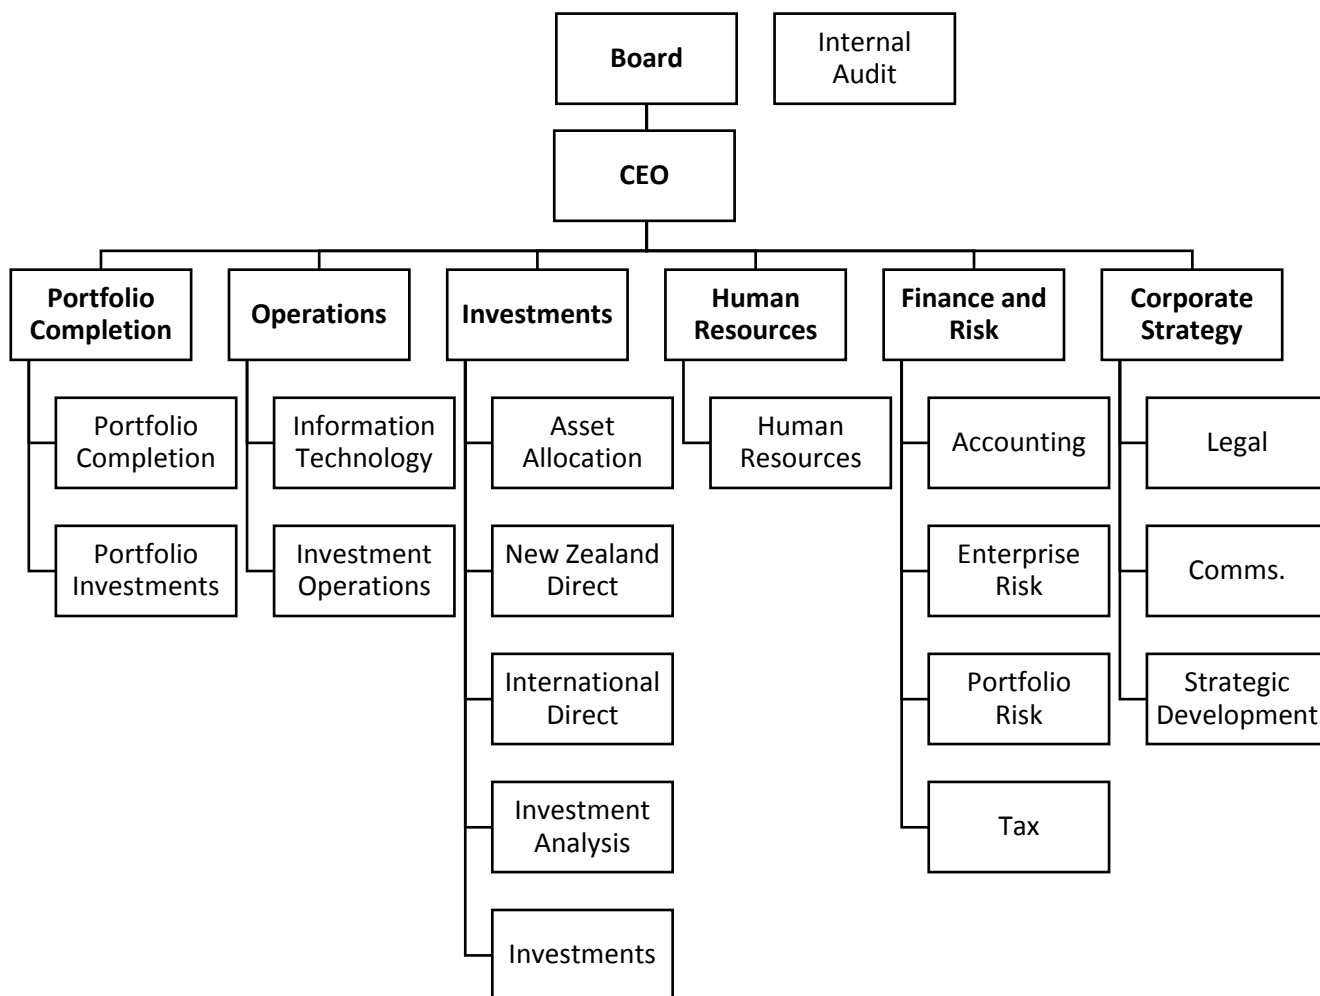 Board
Internal
Audit
CEO
Portfolio
Completion
Operations
Investments
Human
Resources
Finance and
Risk
Corporate
Strategy
Portfolio
Completion
Information
Technology
Asset
Allocation
Human
Resources
Accounting
Legal
Portfolio
Investments
Investment
Operations
New Zealand
Direct
Enterprise
Risk
Comms.
International
Direct
Portfolio
Risk
Strategic
Development
Investment
Analysis
Tax
Investments